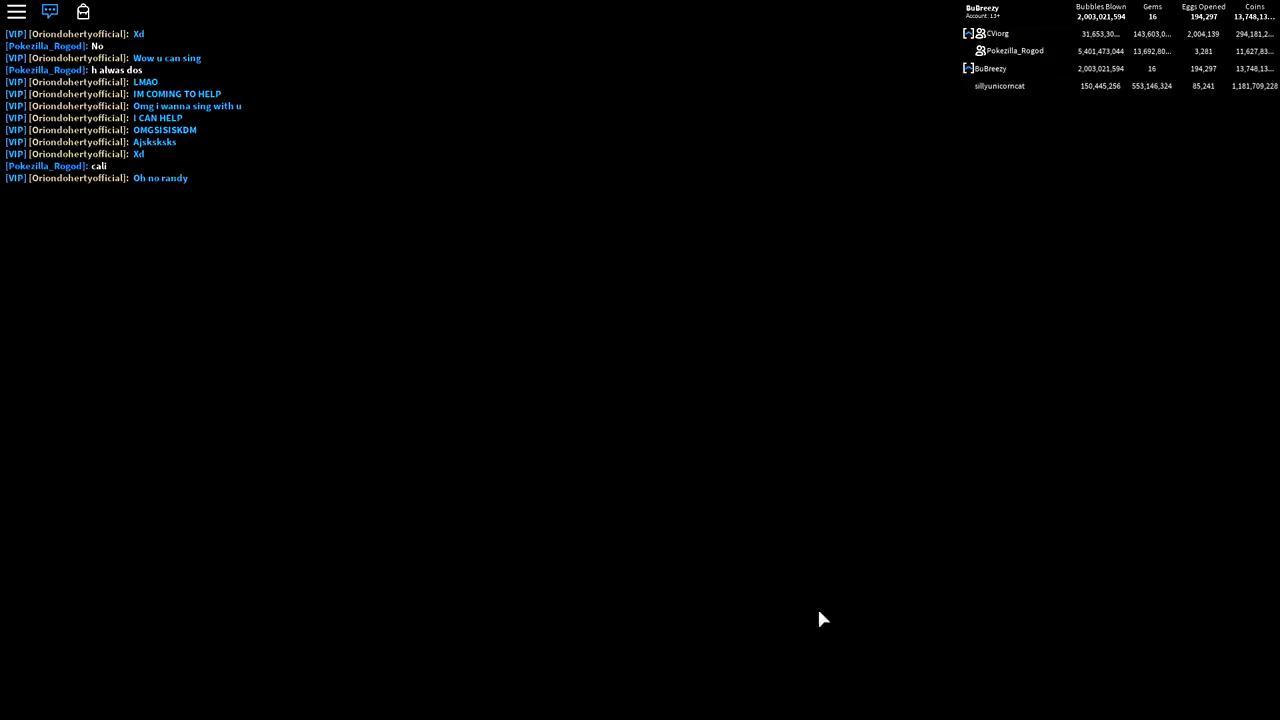 [VIP] [Oriondohertyofficial]: Xd
[Pokezilla_Rogod]: No
[VIP] [Oriondohertyofficial]: Wow u can sing
[Pokezilla_Rogod]: h alwas dos
[VIP] [Oriondohertyofficial]: LMAO
[VIP] [Oriondohertyofficial]: IM COMING TO HELP
[VIP] [Oriondohertyofficial]: Omg i wanna sing with u
[VIP] [Oriondohertyofficial]: I CAN HELP
[VIP] [Oriondohertyofficial]: OMGSISISKDM
[VIP] [Oriondohertyofficial]: Ajsksksks
[VIP] [Oriondohertyofficial]: Xd
[Pokezilla_Rogod]: cali
[VIP] [Oriondohertyofficial]: Oh no randy
BuBreezy Bubbles Blown Gems Eggs Opened Coins
Account: 13+ 2,003,021,594 16 194,297 13,748,13...
CViorg 31,653,30... 143,603,0... 2,004,139 294,181,2...
Pokezilla_Rogod 5,401,473,044 13,692,80... 3,281 11,627,83...
BuBreezy 2,003,021,594 16 194,297 13,748,13...
sillyunicorncat 150,445,256 553,146,324 85,241 1,181,709,228